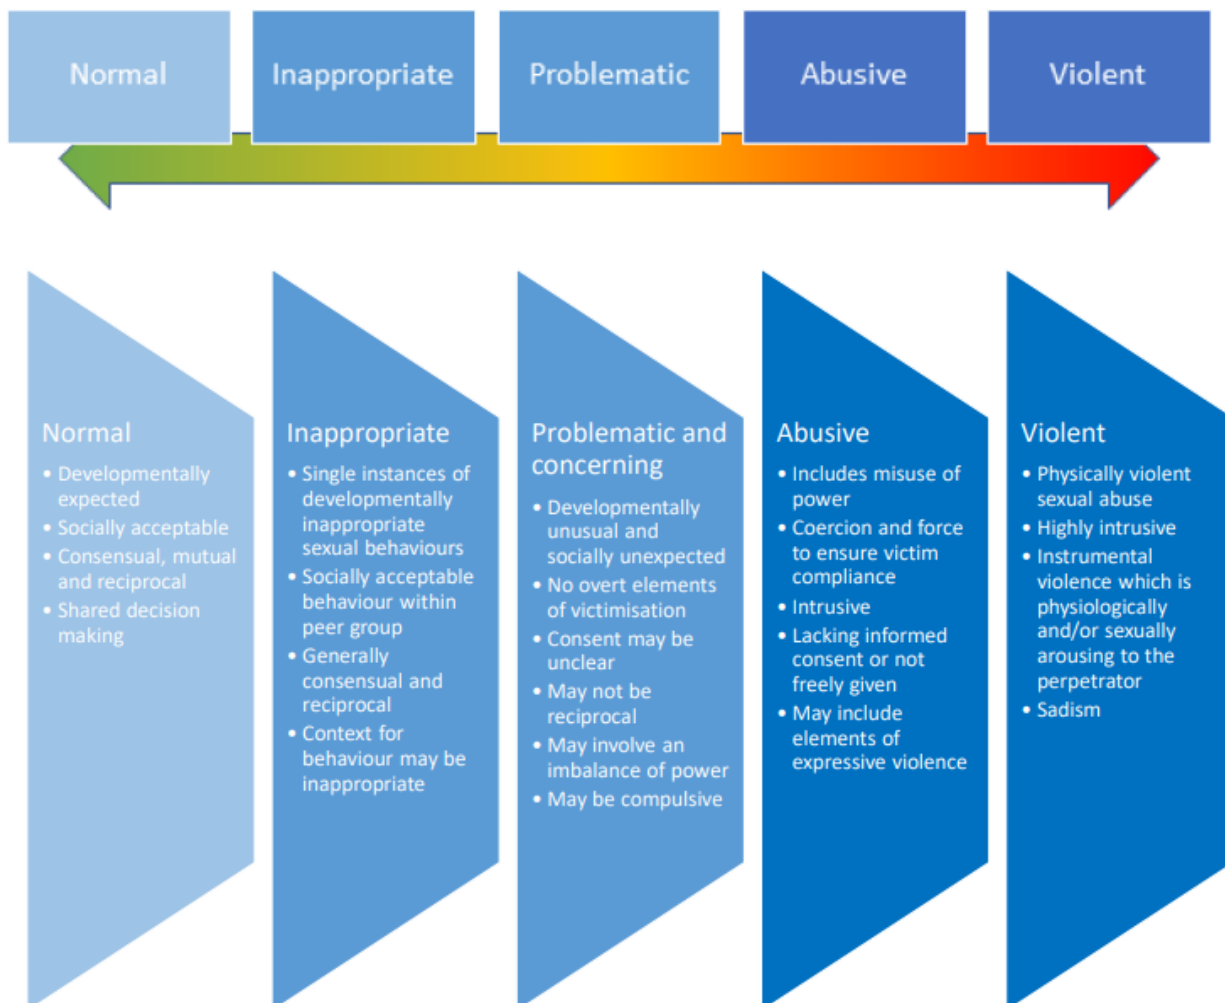 Normal
Inappropriate
Problematic
Abusive
Violent
Normal
• Developmentally
expected
• Socially acceptable
• Consensual, mutual
and reciprocal
• Shared decision
making
Inappropriate
• Single instances of
developmentally
inappropriate
sexual behaviours
• Socially acceptable
behaviour within
peer group
• Generally
consensual and
reciprocal
• Context for
behaviour may be
inappropriate
Problematic and
concerning
• Developmentally
unusual and
socially unexpected
• No overt elements
of victimisation
• Consent may be
unclear
• May not be
reciprocal
• May involve an
imbalance of power
• May be compulsive
Abusive
• Includes misuse of
power
• Coercion and force
to ensure victim
compliance
• Intrusive
• Lacking informed
consent or not
freely given
• May include
elements of
expressive violence
Violent
• Physically violent
sexual abuse
• Highly intrusive
• Instrumental
violence which is
physiologically
and/or sexually
arousing to the
perpetrator
• Sadism